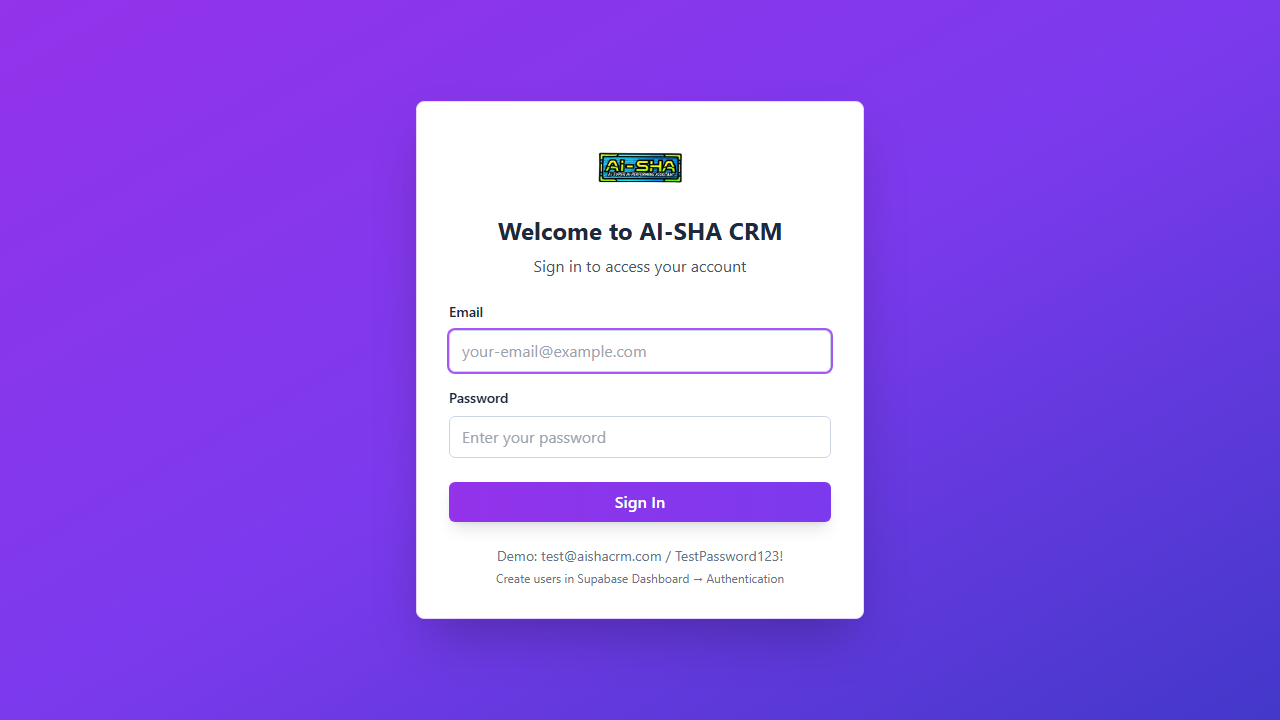 Ai-SHA
Welcome to AI-SHA CRM
Sign in to access your account
Email
your-email@example.com
Password
Enter your password
Sign In
Demo: test@aishacrm.com / TestPassword123!
Create users in Supabase Dashboard → Authentication